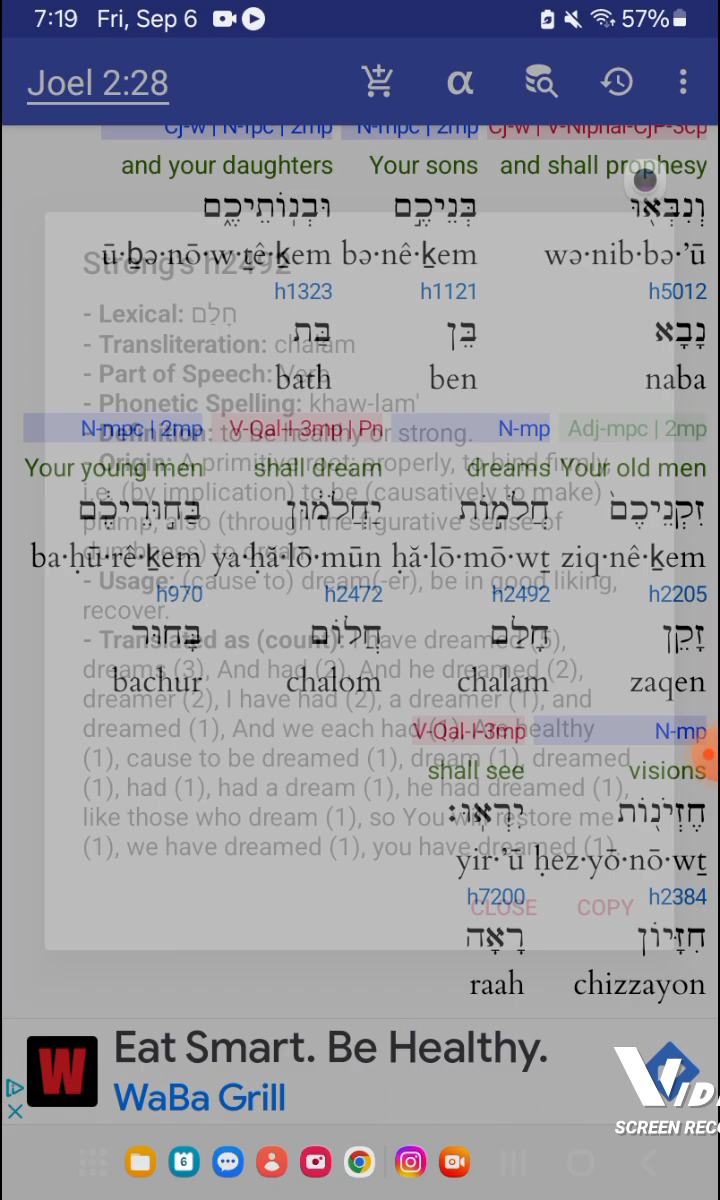 7:19 Fri, Sep 6 57%
Joel 2:28
Cj-w | N-fpc | 2mp N-mpc | 2mp Cj-w | V-Niphal-CjP-3cp
and your daughters Your sons and shall prophesy
וּבְנֽוֹתֵיכֶ֑ם בְּנֵיכֶ֣ם וְנִבְּא֖וּ
ū·ḇə·nō·w·ṯê·ḵem bə·nê·ḵem wə·nib·bə·’ū
Strong's h2492
h1323 h1121 h5012
- Lexical: חָלַם
בַּת בֵּן נָבָא
- Transliteration: chalam
- Part of Speech: Verb
bath ben naba
- Phonetic Spelling: khaw-lam'
N-mpc | 2mp V-Qal-I-3mp | Pn N-mp Adj-mpc | 2mp
- Definition: to be healthy or strong.
Your young men shall dream dreams Your old men
- Origin: A primitive root; properly, to bind firmly,
i.e. (by implication) to be (causatively to make)
בַּח֣וּרֵיכֶ֔ם יַחֲלֹמ֔וּן חֲלֹמ֣וֹת זִקְנֵיכֶם֙
plump; also (through the figurative sense of
dumbness) to dream
ba·ḥū·rê·ḵem ya·ḥă·lō·mūn ḥă·lō·mō·wṯ ziq·nê·ḵem
- Usage: (cause to) dream(-er), be in good liking,
h970 h2472 h2492 h2205
recover.
בָּחוּר חֲלוֹם חָלַם זָקֵן
- Translated as (count): I have dreamed (5),
dreams (3), And had (2), And he dreamed (2),
bachur chalom chalam zaqen
dreamer (2), I have had (2), a dreamer (1), and
dreamed (1), And we each had (1), Are healthy
V-Qal-I-3mp N-mp
(1), cause to be dreamed (1), dream (1), dreamed
shall see visions
(1), had (1), had a dream (1), he had dreamed (1),
like those who dream (1), so You will restore me
יִרְאֽוּ׃ חֶזְיֹנ֖וֹת
(1), we have dreamed (1), you have dreamed (1)
yir·’ū ḥez·yō·nō·wṯ
h7200 h2384
CLOSE COPY
רָאָה חִזָּיוֹן
raah chizzayon
Eat Smart. Be Healthy.
WaBa Grill
SCREEN REC